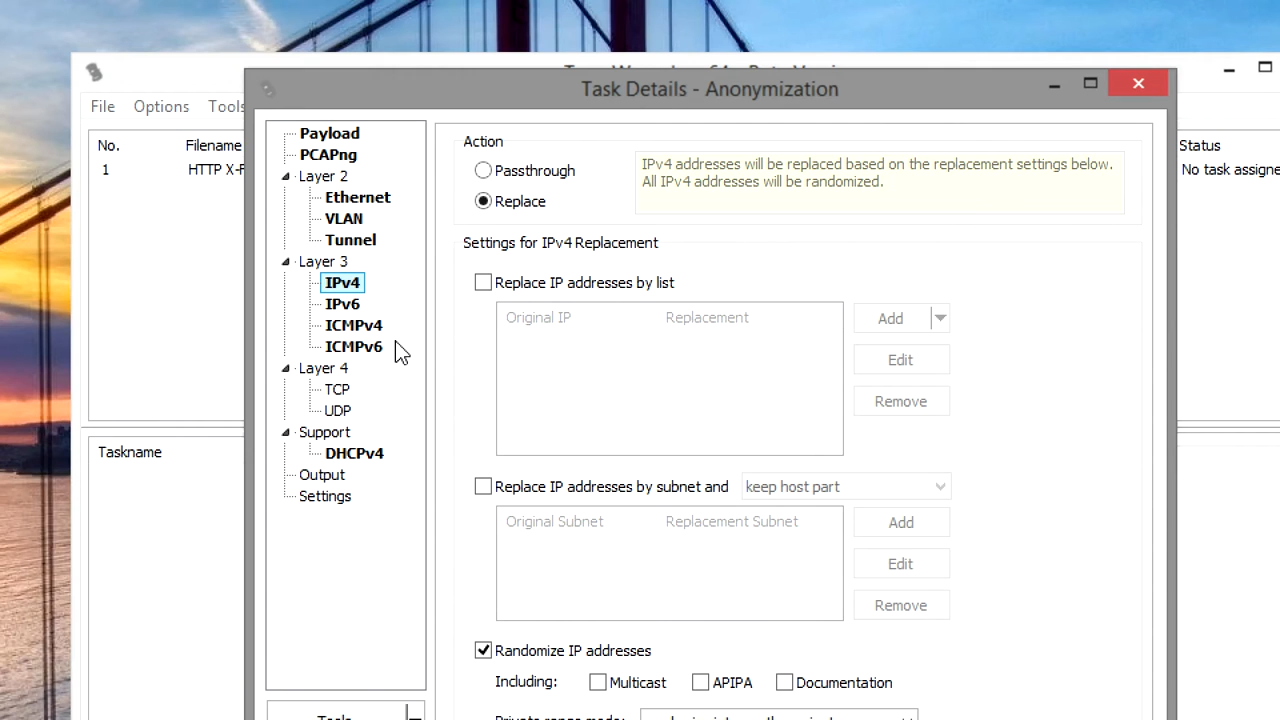 Task Details - Anonymization
File Options Tools
No. Filename
1 HTTP X-F
Status
No task assigne
Taskname
Payload
PCAPng
Layer 2
Ethernet
VLAN
Tunnel
Layer 3
IPv4
IPv6
ICMPv4
ICMPv6
Layer 4
TCP
UDP
Support
DHCPv4
Output
Settings
Action
Passthrough
Replace
IPv4 addresses will be replaced based on the replacement settings below.
All IPv4 addresses will be randomized.
Settings for IPv4 Replacement
Replace IP addresses by list
Original IP Replacement
Add
Edit
Remove
Replace IP addresses by subnet and keep host part
Original Subnet Replacement Subnet
Add
Edit
Remove
Randomize IP addresses
Including: Multicast APIPA Documentation
Private range mode: